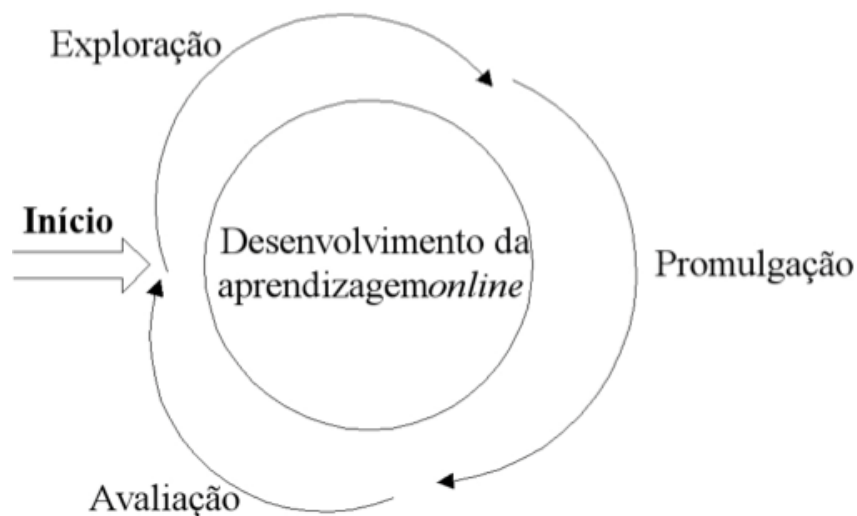 Exploração
Início
Desenvolvimento da
aprendizagemonline
Promulgação
Avaliação